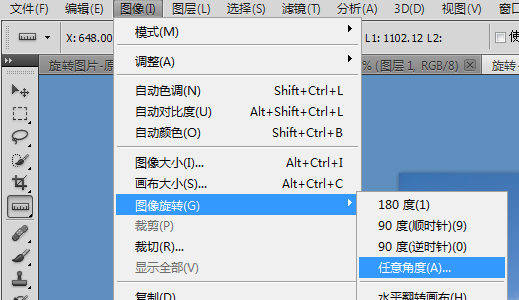 文件(F) 编辑(E) 图像(I) 图层(L) 选择(S) 滤镜(T) 分析(A) 3D(D) 视图(V)
X: 648.00
L1: 1102.12 L2:
旋转图片-
% (图层 1, RGB/8)
旋转
模式(M)
调整(A)
自动色调(N) Shift+Ctrl+L
自动对比度(U) Alt+Shift+Ctrl+L
自动颜色(O) Shift+Ctrl+B
图像大小(I)... Alt+Ctrl+I
画布大小(S)... Alt+Ctrl+C
图像旋转(G)
180 度(1)
裁剪(P)
90 度(顺时针)(9)
裁切(R)...
90 度(逆时针)(0)
显示全部(V)
任意角度(A)...
复制(D)...
水平翻转画布(H)